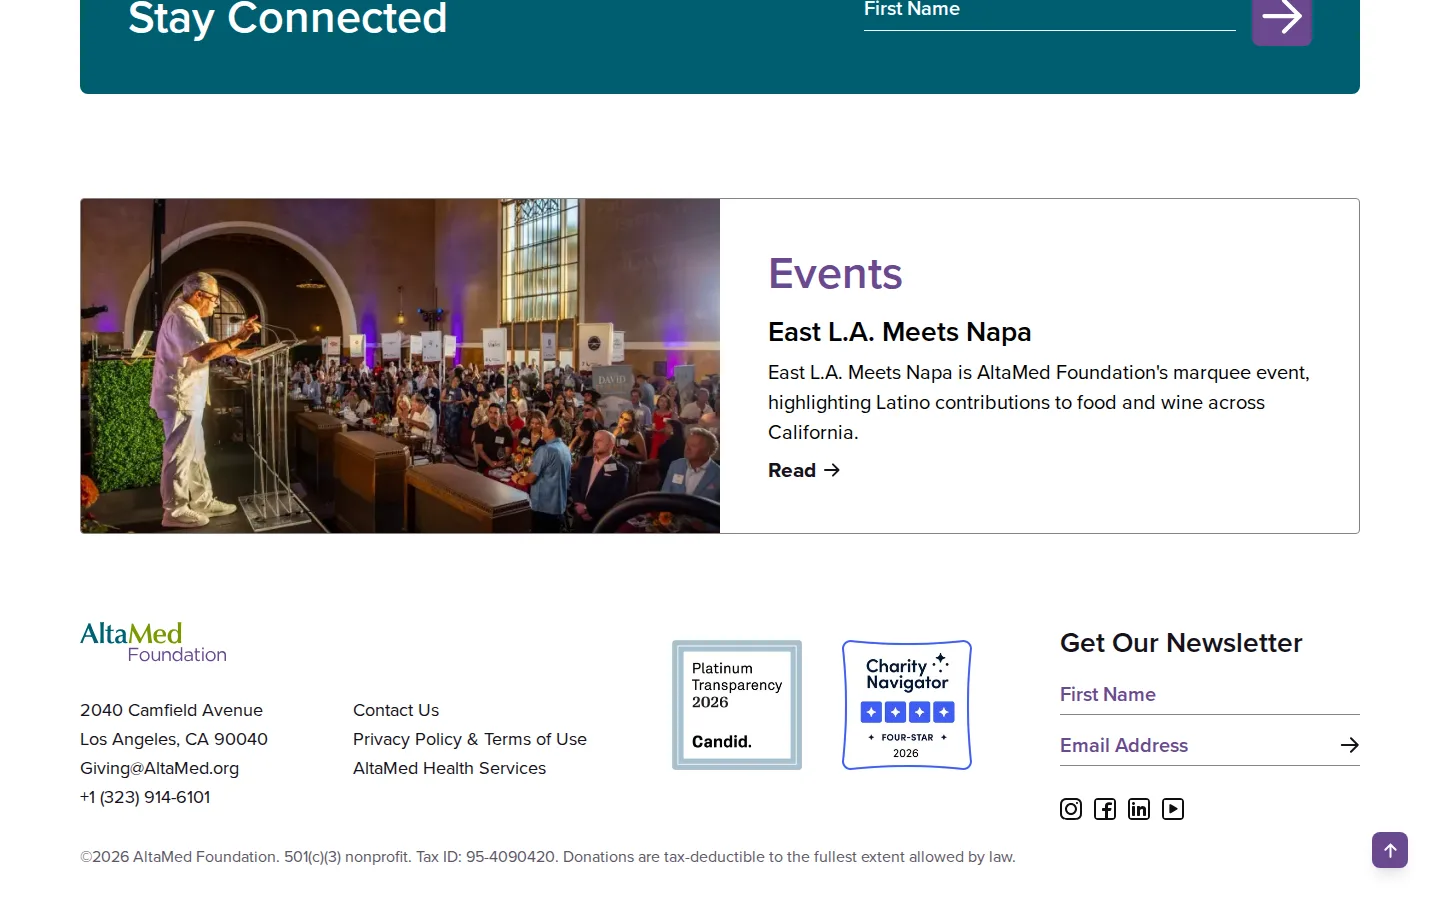 Stay Connected
First Name
Events
East L.A. Meets Napa
East L.A. Meets Napa is AltaMed Foundation's marquee event,
highlighting Latino contributions to food and wine across
California.
Read
DAVID
AltaMed
Foundation
2040 Camfield Avenue
Los Angeles, CA 90040
Giving@AltaMed.org
+1 (323) 914-6101
Contact Us
Privacy Policy & Terms of Use
AltaMed Health Services
Platinum
Transparency
2026
Candid.
Charity
Navigator
FOUR-STAR
2026
Get Our Newsletter
First Name
Email Address
©2026 AltaMed Foundation. 501(c)(3) nonprofit. Tax ID: 95-4090420. Donations are tax-deductible to the fullest extent allowed by law.